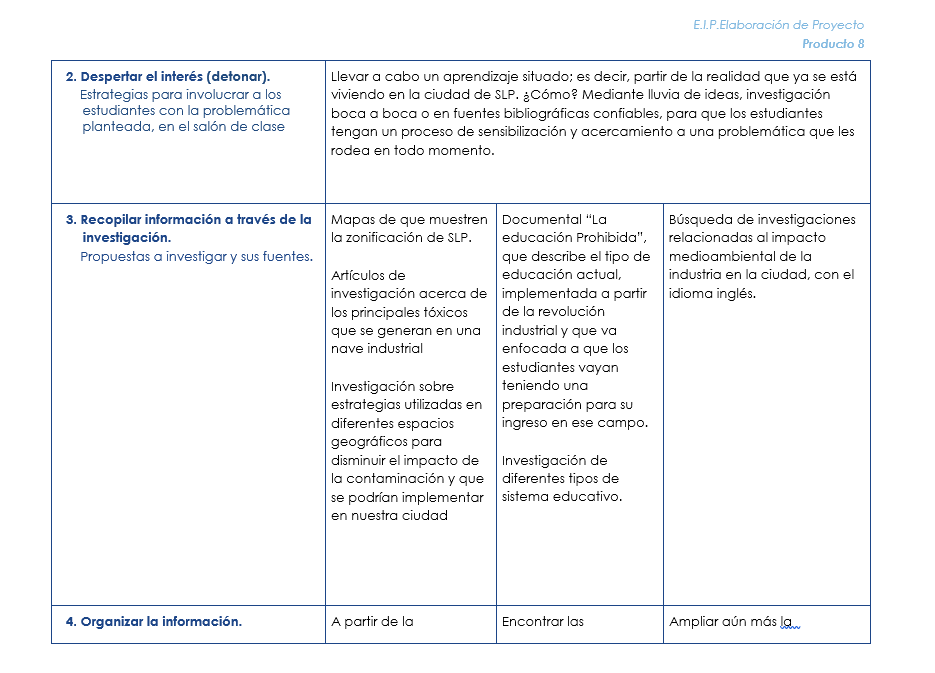 E.I.P.Elaboración de Proyecto
Producto 8
2. Despertar el interés (detonar).
Estrategias para involucrar a los
estudiantes con la problemática
planteada, en el salón de clase
Llevar a cabo un aprendizaje situado; es decir, partir de la realidad que ya se está
viviendo en la ciudad de SLP. ¿Cómo? Mediante lluvia de ideas, investigación
boca a boca o en fuentes bibliográficas confiables, para que los estudiantes
tengan un proceso de sensibilización y acercamiento a una problemática que les
rodea en todo momento.
3. Recopilar información a través de la
investigación.
Propuestas a investigar y sus fuentes.
Mapas de que muestren
la zonificación de SLP.
Artículos de
investigación acerca de
los principales tóxicos
que se generan en una
nave industrial
Investigación sobre
estrategias utilizadas en
diferentes espacios
geográficos para
disminuir el impacto de
la contaminación y que
se podrían implementar
en nuestra ciudad
Documental “La
educación Prohibida”,
que describe el tipo de
educación actual,
implementada a partir
de la revolución
industrial y que va
enfocada a que los
estudiantes vayan
teniendo una
preparación para su
ingreso en ese campo.
Investigación de
diferentes tipos de
sistema educativo.
Búsqueda de investigaciones
relacionadas al impacto
medioambiental de la
industria en la ciudad, con el
idioma inglés.
4. Organizar la información.
A partir de la
Encontrar las
Ampliar aún más la